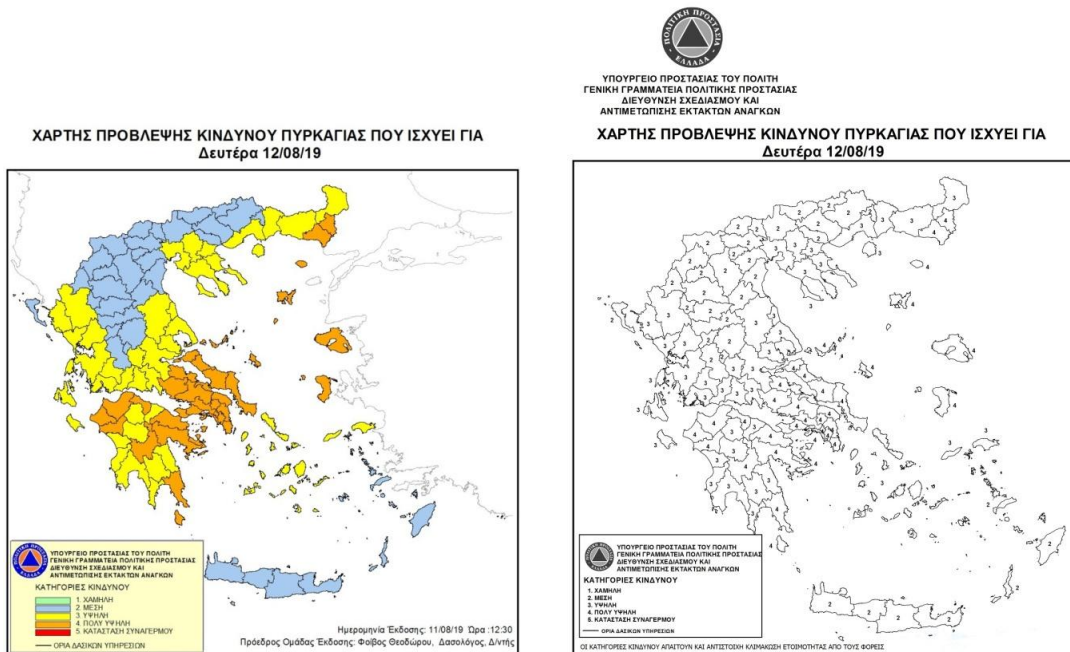 ΧΑΡΤΗΣ ΠΡΟΒΛΕΨΗΣ ΚΙΝΔΥΝΟΥ ΠΥΡΚΑΓΙΑΣ ΠΟΥ ΙΣΧΥΕΙ ΓΙΑ
Δευτέρα 12/08/19
ΥΠΟΥΡΓΕΙΟ ΠΡΟΣΤΑΣΙΑΣ ΤΟΥ ΠΟΛΙΤΗ
ΓΕΝΙΚΗ ΓΡΑΜΜΑΤΕΙΑ ΠΟΛΙΤΙΚΗΣ ΠΡΟΣΤΑΣΙΑΣ
ΔΙΕΥΘΥΝΣΗ ΣΧΕΔΙΑΣΜΟΥ ΚΑΙ
ΑΝΤΙΜΕΤΩΠΙΣΗΣ ΕΚΤΑΚΤΩΝ ΑΝΑΓΚΩΝ
ΚΑΤΗΓΟΡΙΕΣ ΚΙΝΔΥΝΟΥ
1. ΧΑΜΗΛΗ
2. ΜΕΣΗ
3. ΥΨΗΛΗ
4. ΠΟΛΥ ΥΨΗΛΗ
5. ΚΑΤΑΣΤΑΣΗ ΣΥΝΑΓΕΡΜΟΥ
ΟΡΙΑ ΔΑΣΙΚΩΝ ΥΠΗΡΕΣΙΩΝ
Ημερομηνία Έκδοσης: 11/08/19 Ώρα :12:30
Πρόεδρος Ομάδας Έκδοσης: Φοίβος Θεοδώρου, Δασολόγος, Δ/ντής
ΠΟΛΙΤΙΚΗ ΠΡΟΣΤΑΣΙΑ
ΕΛΛΑΔΑ
ΥΠΟΥΡΓΕΙΟ ΠΡΟΣΤΑΣΙΑΣ ΤΟΥ ΠΟΛΙΤΗ
ΓΕΝΙΚΗ ΓΡΑΜΜΑΤΕΙΑ ΠΟΛΙΤΙΚΗΣ ΠΡΟΣΤΑΣΙΑΣ
ΔΙΕΥΘΥΝΣΗ ΣΧΕΔΙΑΣΜΟΥ ΚΑΙ
ΑΝΤΙΜΕΤΩΠΙΣΗΣ ΕΚΤΑΚΤΩΝ ΑΝΑΓΚΩΝ
ΧΑΡΤΗΣ ΠΡΟΒΛΕΨΗΣ ΚΙΝΔΥΝΟΥ ΠΥΡΚΑΓΙΑΣ ΠΟΥ ΙΣΧΥΕΙ ΓΙΑ
Δευτέρα 12/08/19
ΥΠΟΥΡΓΕΙΟ ΠΡΟΣΤΑΣΙΑΣ ΤΟΥ ΠΟΛΙΤΗ
ΓΕΝΙΚΗ ΓΡΑΜΜΑΤΕΙΑ ΠΟΛΙΤΙΚΗΣ ΠΡΟΣΤΑΣΙΑΣ
ΔΙΕΥΘΥΝΣΗ ΣΧΕΔΙΑΣΜΟΥ ΚΑΙ
ΑΝΤΙΜΕΤΩΠΙΣΗΣ ΕΚΤΑΚΤΩΝ ΑΝΑΓΚΩΝ
ΚΑΤΗΓΟΡΙΕΣ ΚΙΝΔΥΝΟΥ
1. ΧΑΜΗΛΗ
2. ΜΕΣΗ
3. ΥΨΗΛΗ
4. ΠΟΛΥ ΥΨΗΛΗ
5. ΚΑΤΑΣΤΑΣΗ ΣΥΝΑΓΕΡΜΟΥ
ΟΡΙΑ ΔΑΣΙΚΩΝ ΥΠΗΡΕΣΙΩΝ
ΟΙ ΚΑΤΗΓΟΡΙΕΣ ΚΙΝΔΥΝΟΥ ΑΠΑΙΤΟΥΝ ΚΑΙ ΑΝΤΙΣΤΟΙΧΗ ΚΛΙΜΑΚΩΣΗ ΕΤΟΙΜΟΤΗΤΑΣ ΑΠΟ ΤΟΥΣ ΦΟΡΕΙΣ